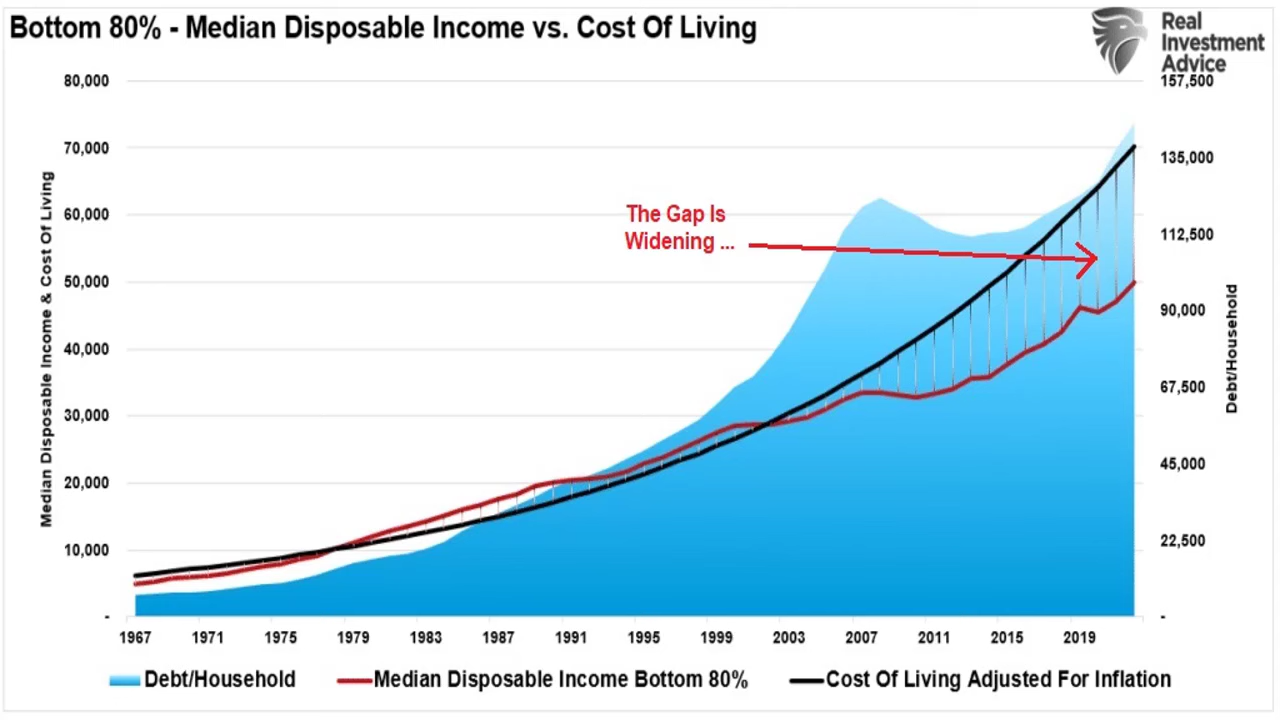 Bottom 80% - Median Disposable Income vs. Cost Of Living
Real
Investment
Advice
80,000
70,000
60,000
50,000
40,000
30,000
20,000
10,000
-
Median Disposable Income & Cost Of Living
The Gap Is
Widening ...
157,500
135,000
112,500
90,000
67,500
45,000
22,500
-
Debt/Household
1967 1971 1975 1979 1983 1987 1991 1995 1999 2003 2007 2011 2015 2019
Debt/Household Median Disposable Income Bottom 80% Cost Of Living Adjusted For Inflation